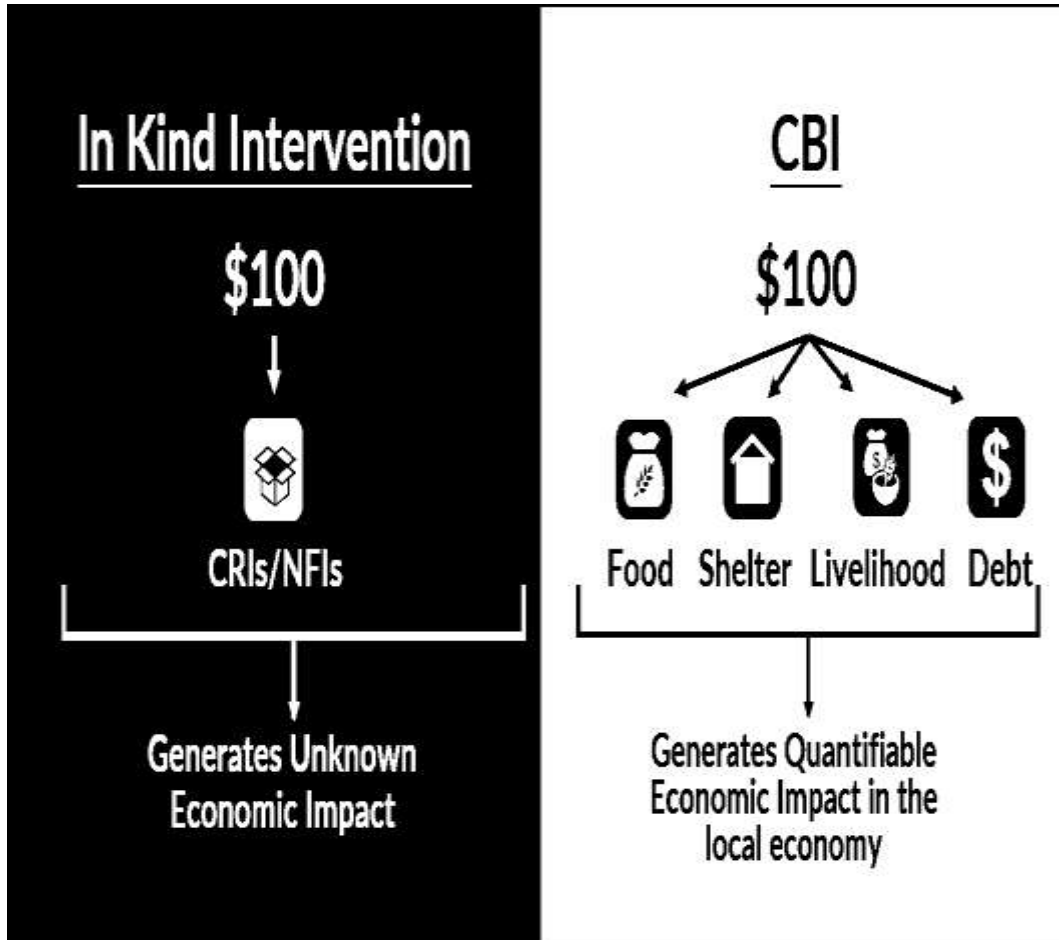 In Kind Intervention
$100
CRIs/NFIs
Generates Unknown
Economic Impact
CBI
$100
$
$
Food Shelter Livelihood Debt
Generates Quantifiable
Economic Impact in the
local economy